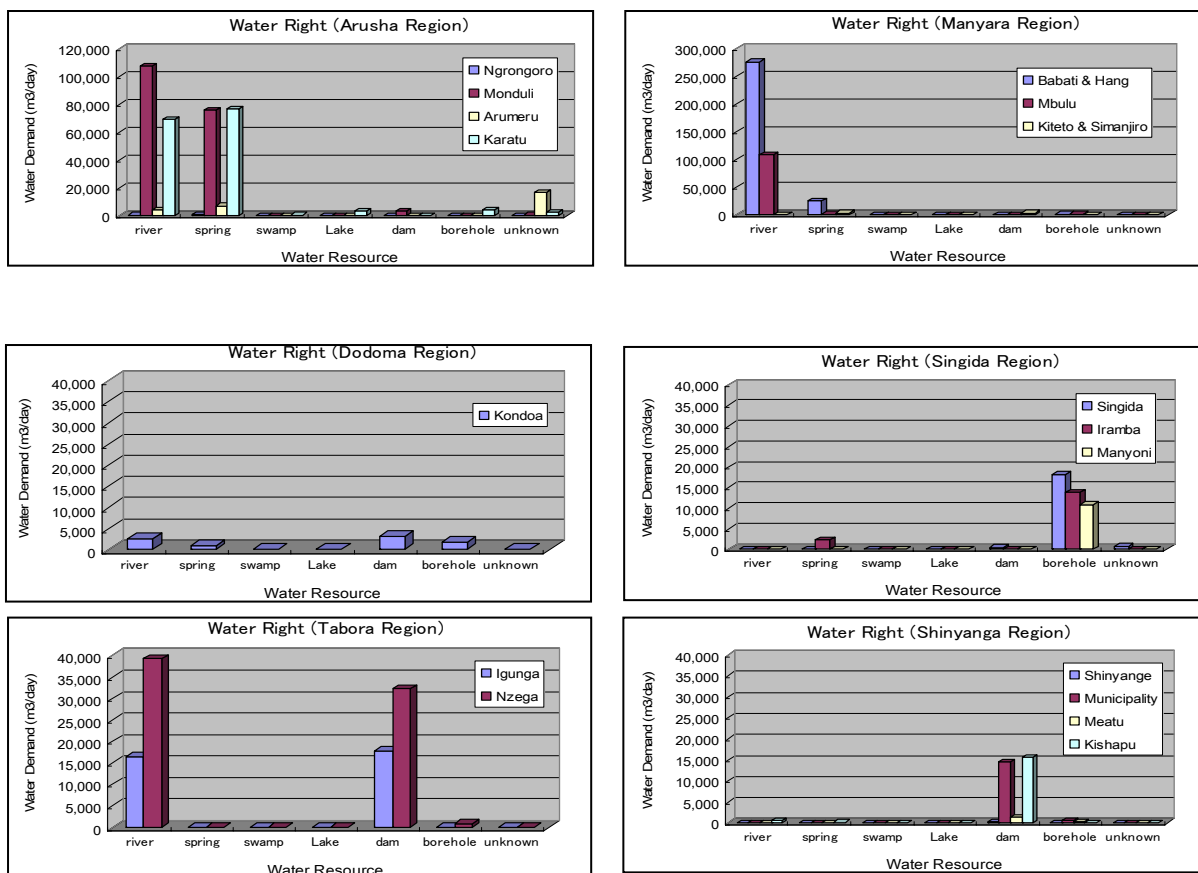 Water Right (Arusha Region)
Water Demand (m3/day)
120,000
100,000
80,000
60,000
40,000
20,000
0
Ngrongoro
Monduli
Arumeru
Karatu
river spring swamp Lake dam borehole unknown
Water Resource
Water Right (Manyara Region)
Water Demand (m3/day)
300,000
250,000
200,000
150,000
100,000
50,000
0
Babati & Hang
Mbulu
Kiteto & Simanjiro
river spring swamp Lake dam borehole unknown
Water Resource
Water Right (Dodoma Region)
Water Demand (m3/day)
40,000
35,000
30,000
25,000
20,000
15,000
10,000
5,000
0
Kondoa
river spring swamp Lake dam borehole unknown
Water Resource
Water Right (Singida Region)
Water Demand (m3/day)
40,000
35,000
30,000
25,000
20,000
15,000
10,000
5,000
0
Singida
Iramba
Manyoni
river spring swamp Lake dam borehole unknown
Water Resource
Water Right (Tabora Region)
Water Demand (m3/day)
40,000
35,000
30,000
25,000
20,000
15,000
10,000
5,000
0
Igunga
Nzega
river spring swamp Lake dam borehole unknown
Water Resource
Water Right (Shinyanga Region)
Water Demand (m3/day)
40,000
35,000
30,000
25,000
20,000
15,000
10,000
5,000
0
Shinyange
Municipality
Meatu
Kishapu
river spring swamp Lake dam borehole unknown
Water Resource